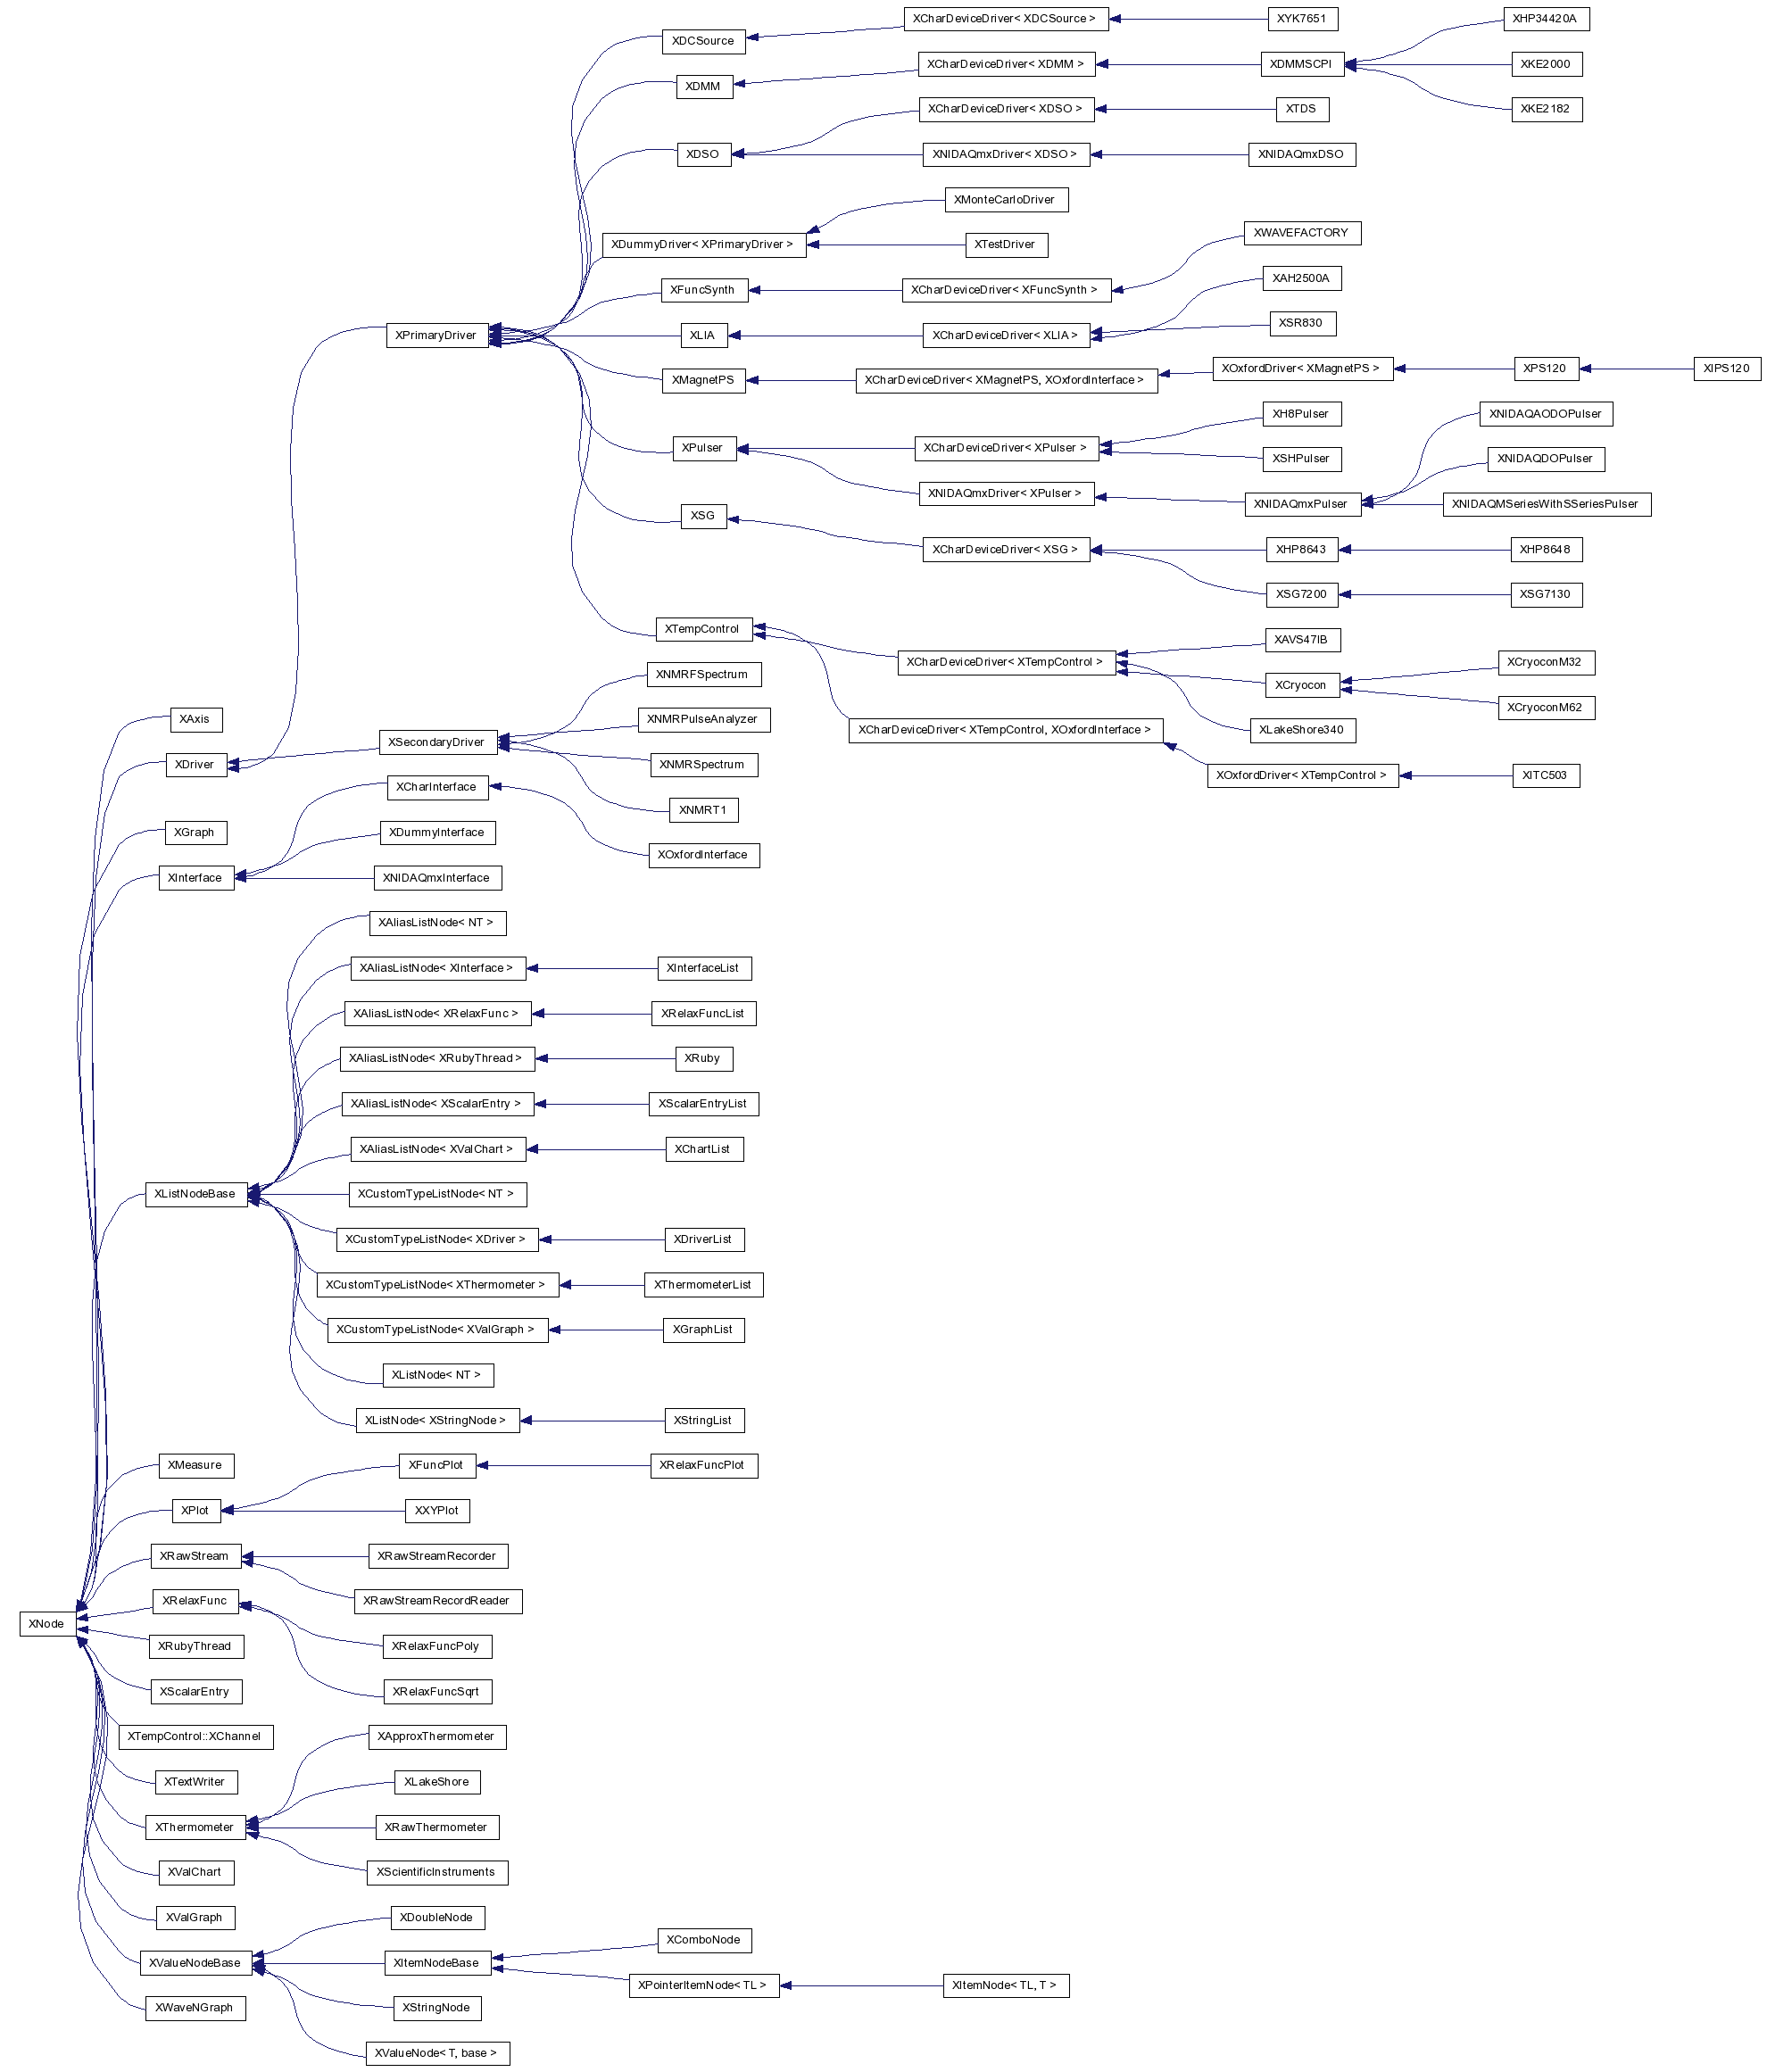 XCharDeviceDriver< XDCSource >
XYK7651
XHP34420A
XDCSource
XCharDeviceDriver< XDMM >
XDMMSCPI
XKE2000
XDMM
XCharDeviceDriver< XDSO >
XTDS
XKE2182
XDSO
XNIDAQmxDriver< XDSO >
XNIDAQmxDSO
XMonteCarloDriver
XDummyDriver< XPrimaryDriver >
XTestDriver
XWAVEFACTORY
XFuncSynth
XCharDeviceDriver< XFuncSynth >
XAH2500A
XPrimaryDriver
XLIA
XCharDeviceDriver< XLIA >
XSR830
XMagnetPS
XCharDeviceDriver< XMagnetPS, XOxfordInterface >
XOxfordDriver< XMagnetPS >
XPS120
XIPS120
XH8Pulser
XNIDAQAODOPulser
XPulser
XCharDeviceDriver< XPulser >
XSHPulser
XNIDAQDOPulser
XNIDAQmxDriver< XPulser >
XNIDAQmxPulser
XNIDAQMSeriesWithSSeriesPulser
XSG
XCharDeviceDriver< XSG >
XHP8643
XHP8648
XSG7200
XSG7130
XTempControl
XAVS47IB
XCharDeviceDriver< XTempControl >
XCryocon
XCryoconM32
XNMRFSpectrum
XCryoconM62
XAxis
XNMRPulseAnalyzer
XCharDeviceDriver< XTempControl, XOxfordInterface >
XLakeShore340
XDriver
XSecondaryDriver
XNMRSpectrum
XOxfordDriver< XTempControl >
XITC503
XCharInterface
XNMRT1
XGraph
XDummyInterface
XOxfordInterface
XInterface
XNIDAQmxInterface
XAliasListNode< NT >
XAliasListNode< XInterface >
XInterfaceList
XAliasListNode< XRelaxFunc >
XRelaxFuncList
XAliasListNode< XRubyThread >
XRuby
XAliasListNode< XScalarEntry >
XScalarEntryList
XAliasListNode< XValChart >
XChartList
XListNodeBase
XCustomTypeListNode< NT >
XCustomTypeListNode< XDriver >
XDriverList
XCustomTypeListNode< XThermometer >
XThermometerList
XCustomTypeListNode< XValGraph >
XGraphList
XListNode< NT >
XListNode< XStringNode >
XStringList
XMeasure
XFuncPlot
XRelaxFuncPlot
XPlot
XXYPlot
XRawStream
XRawStreamRecorder
XRelaxFunc
XRawStreamRecordReader
XNode
XRubyThread
XRelaxFuncPoly
XScalarEntry
XRelaxFuncSqrt
XTempControl::XChannel
XApproxThermometer
XTextWriter
XLakeShore
XThermometer
XRawThermometer
XValChart
XScientificInstruments
XValGraph
XDoubleNode
XComboNode
XValueNodeBase
XItemNodeBase
XPointerItemNode< TL >
XItemNode< TL, T >
XWaveNGraph
XStringNode
XValueNode< T, base >